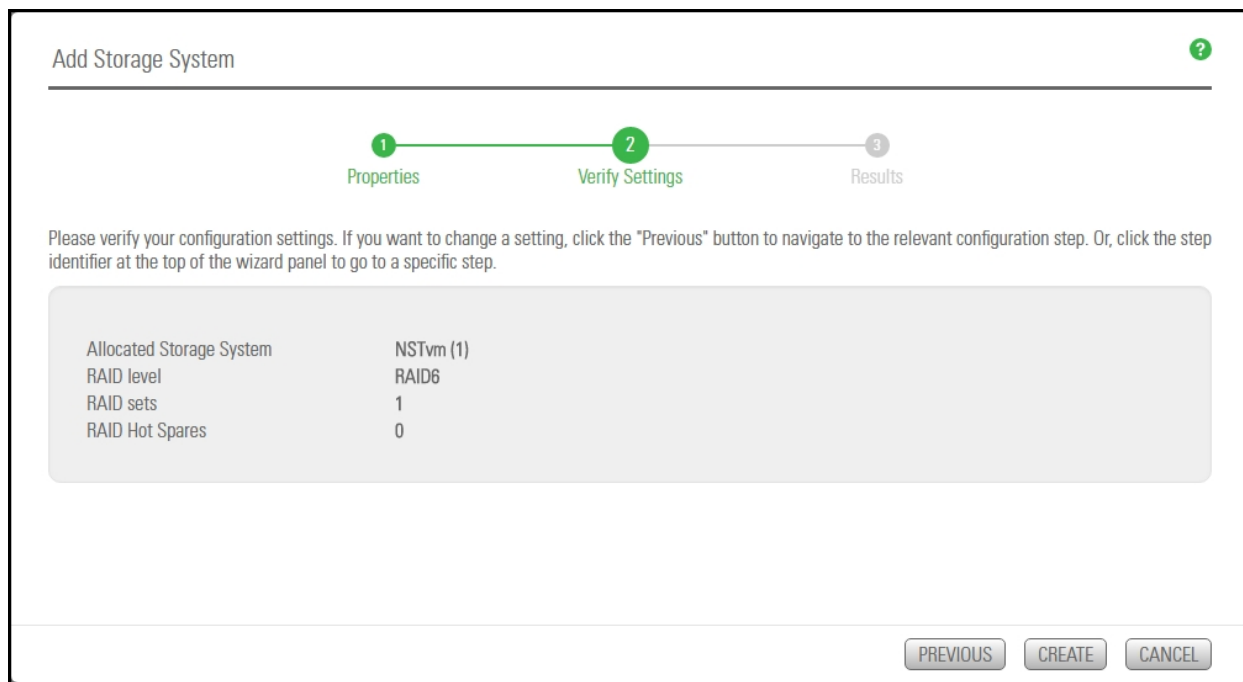 Add Storage System
?
1
2
3
Properties
Verify Settings
Results
Please verify your configuration settings. If you want to change a setting, click the "Previous" button to navigate to the relevant configuration step. Or, click the step
identifier at the top of the wizard panel to go to a specific step.
Allocated Storage System NSTvm (1)
RAID level RAID6
RAID sets 1
RAID Hot Spares 0
PREVIOUS CREATE CANCEL